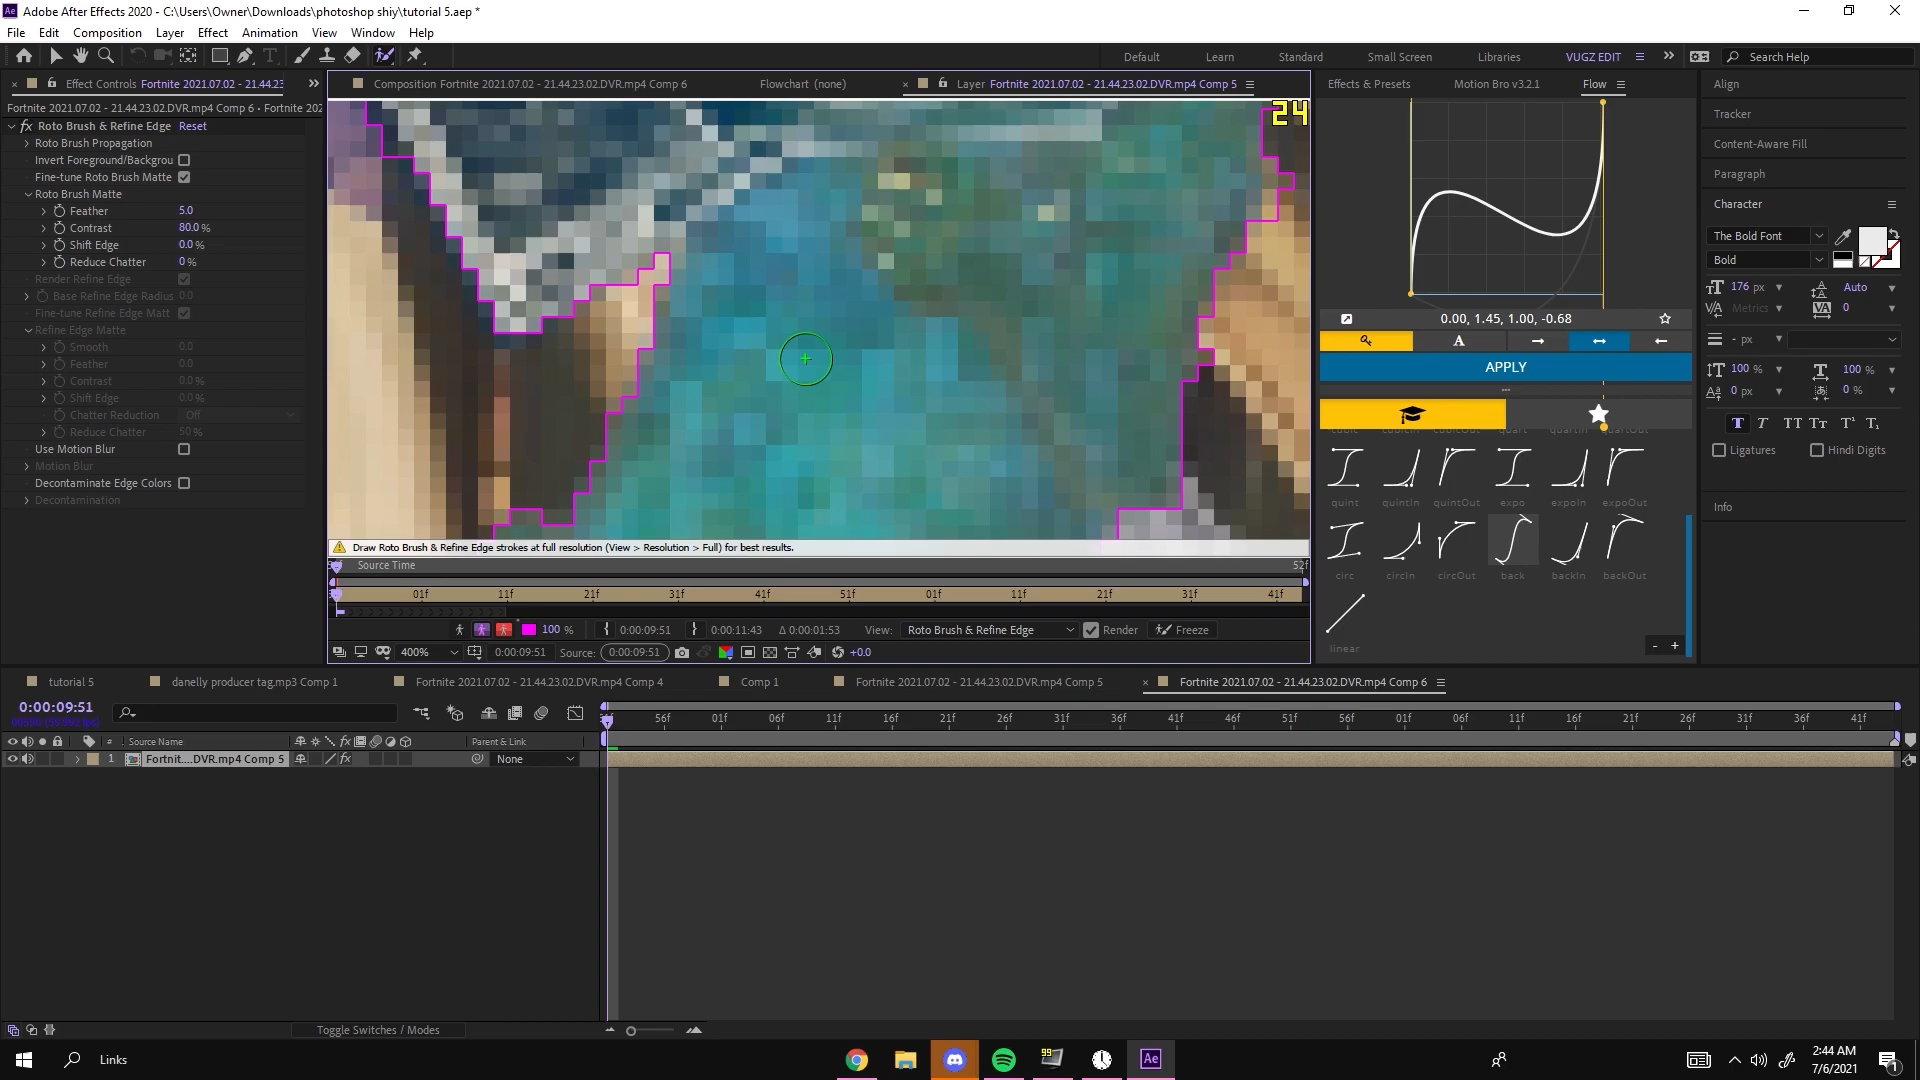 Adobe After Effects 2020 - C:\Users\Owner\Downloads\photoshop shiy\tutorial 5.aep *
File Edit Composition Layer Effect Animation View Window Help
Default Learn Standard Small Screen Libraries VUGZ EDIT Search Help
Effect Controls Fortnite 2021.07.02 - 21.44.23
Composition Fortnite 2021.07.02 - 21.44.23.02.DVR.mp4 Comp 6
Flowchart (none)
Layer Fortnite 2021.07.02 - 21.44.23.02.DVR.mp4 Comp 5
Effects & Presets Motion Bro v3.2.1 Flow
Fortnite 2021.07.02 - 21.44.23.02.DVR.mp4 Comp 6 • Fortnite 202
fx Roto Brush & Refine Edge Reset
Roto Brush Propagation
Invert Foreground/Backgrou
Fine-tune Roto Brush Matte
Roto Brush Matte
Feather 5.0
Contrast 80.0 %
Shift Edge 0.0 %
Reduce Chatter 0 %
Render Refine Edge
Base Refine Edge Radius 0.0
Fine-tune Refine Edge Matt
Refine Edge Matte
Smooth 0.0
Feather 0.0
Contrast 0.0 %
Shift Edge 0.0 %
Chatter Reduction Off
Reduce Chatter 50 %
Use Motion Blur
Motion Blur
Decontaminate Edge Colors
Decontamination
24
Draw Roto Brush & Refine Edge strokes at full resolution (View > Resolution > Full) for best results.
Source Time 52f
01f 11f 21f 31f 41f 51f 01f 11f 21f 31f 41f
100 % 0:00:09:51 0:00:11:43 Δ 0:00:01:53 View: Roto Brush & Refine Edge Render Freeze
400% 0:00:09:51 Source: 0:00:09:51 +0.0
0.00, 1.45, 1.00, -0.68
A
APPLY
quint quintIn quintOut expo expoIn expoOut
circ circIn circOut back backIn backOut
linear
- +
Align
Tracker
Content-Aware Fill
Paragraph
Character
The Bold Font
Bold
176 px Auto
Metrics 0
- px
100 % 100 %
0 px 0 %
T T TT Tt T¹ T₁
Ligatures Hindi Digits
Info
tutorial 5
danelly producer tag.mp3 Comp 1
Fortnite 2021.07.02 - 21.44.23.02.DVR.mp4 Comp 4
Comp 1
Fortnite 2021.07.02 - 21.44.23.02.DVR.mp4 Comp 5
Fortnite 2021.07.02 - 21.44.23.02.DVR.mp4 Comp 6
0:00:09:51
56f 01f 06f 11f 16f 21f 26f 31f 36f 41f 46f 51f 56f 01f 06f 11f 16f 21f 26f 31f 36f 41f
# Source Name fx Parent & Link
1 Fortnit....DVR.mp4 Comp 5 fx None
Toggle Switches / Modes
Links
99
Ae
2:44 AM
7/6/2021
1